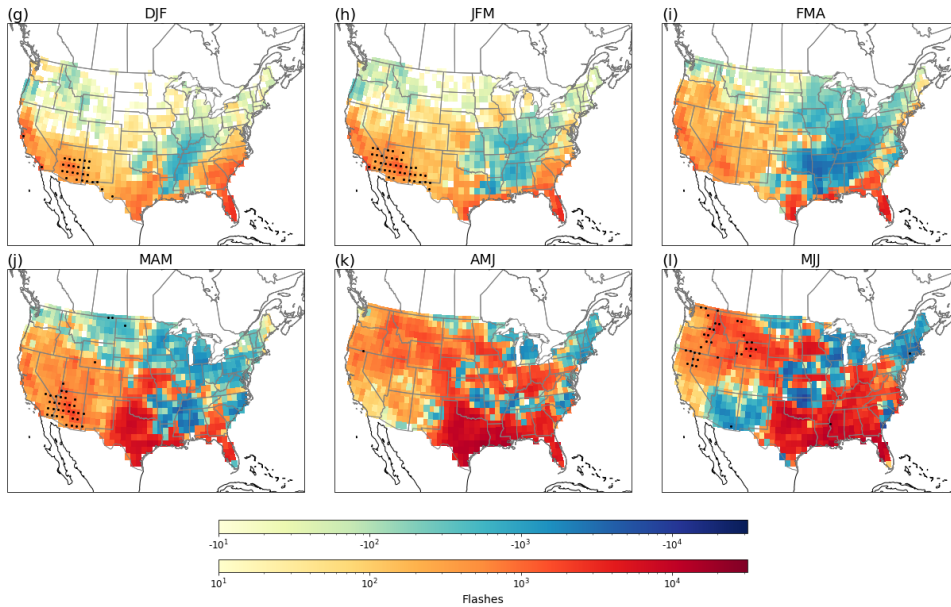 (g) DJF
(h) JFM
(i) FMA
(j) MAM
(k) AMJ
(l) MJJ
-10¹ -10² -10³ -10⁴
10¹ 10² 10³ 10⁴
Flashes